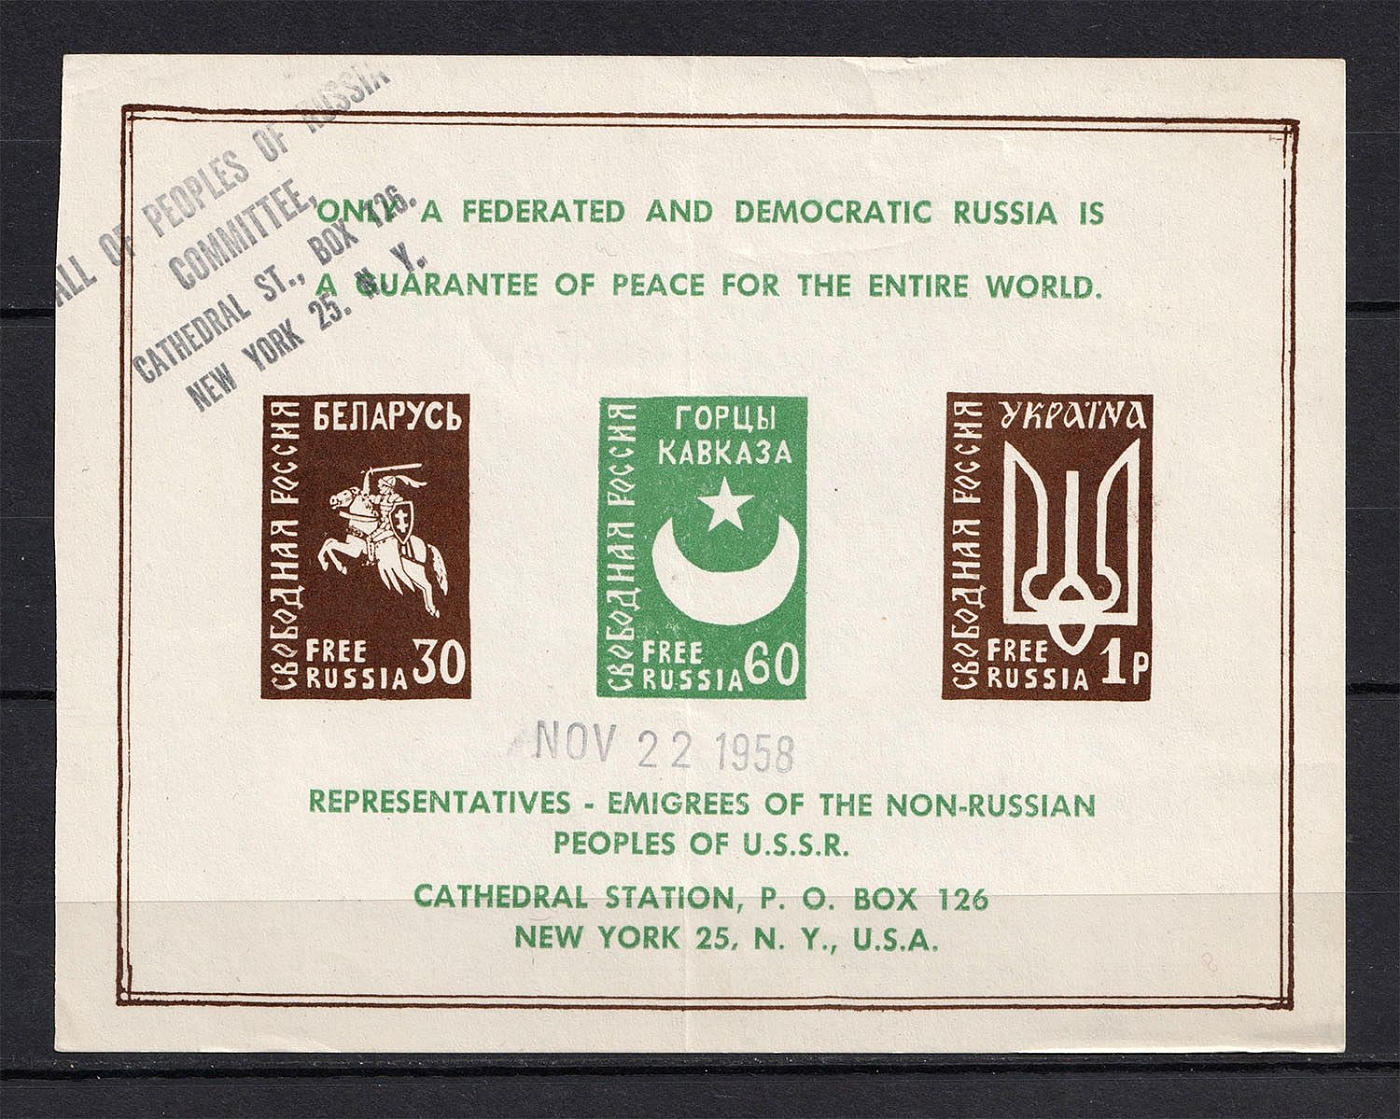 ALL OF PEOPLES OF RUSSIA
COMMITTEE,
CATHEDRAL ST., BOX 126.
NEW YORK 25. N. Y.
ONLY A FEDERATED AND DEMOCRATIC RUSSIA IS
A GUARANTEE OF PEACE FOR THE ENTIRE WORLD.
СВОБОДНАЯ РОССИЯ
БЕЛАРУСЬ
FREE
RUSSIA 30
СВОБОДНАЯ РОССИЯ
ГОРЦЫ
КАВКАЗА
FREE
RUSSIA 60
СВОБОДНАЯ РОССИЯ
УКРАЇНА
FREE
RUSSIA 1Р
NOV 22 1958
REPRESENTATIVES - EMIGREES OF THE NON-RUSSIAN
PEOPLES OF U.S.S.R.
CATHEDRAL STATION, P. O. BOX 126
NEW YORK 25, N. Y., U.S.A.